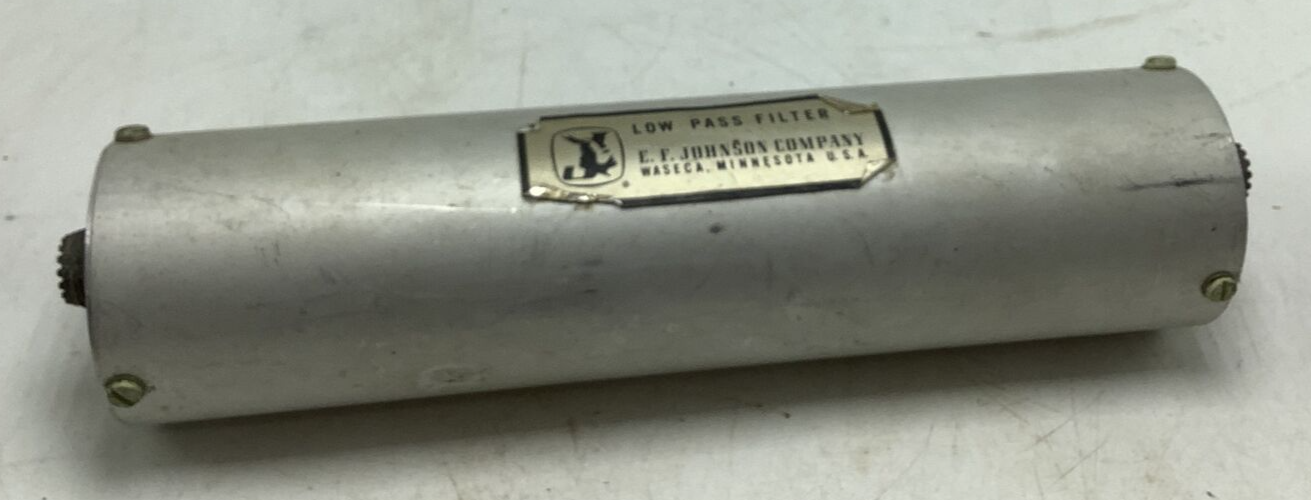 LOW PASS FILTER
E. F. JOHNSON COMPANY
WASECA, MINNESOTA U.S.A.